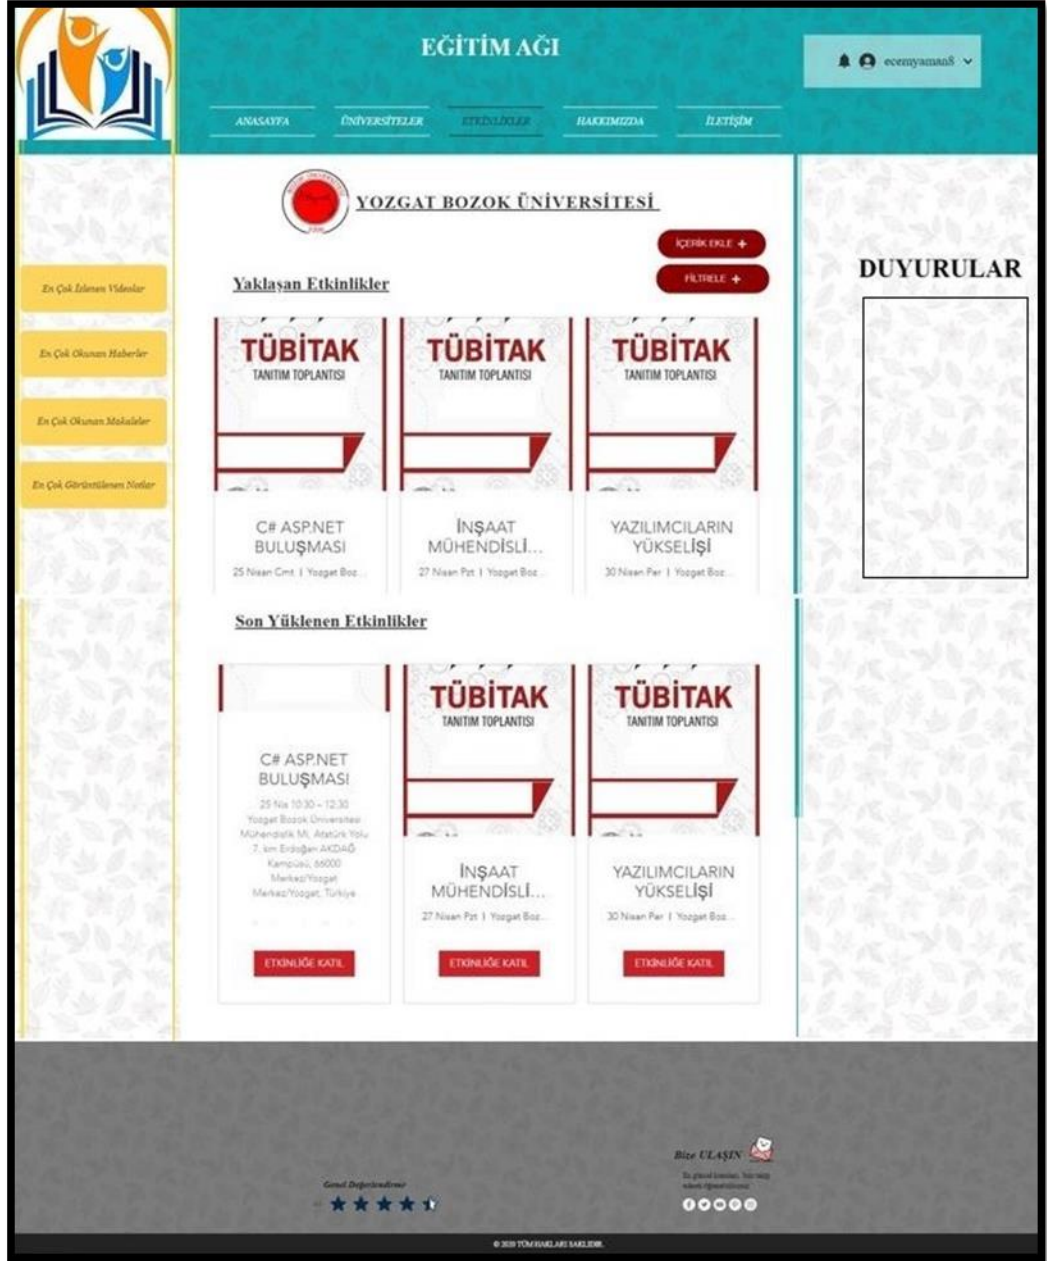 EĞİTİM AĞI
ecemyaman8
ANASAYFA ÜNİVERSİTELER ETKİNLİKLER HAKKIMIZDA İLETİŞİM
YOZGAT BOZOK ÜNİVERSİTESİ
İÇERİK EKLE +
FİLTRELE +
Yaklaşan Etkinlikler
DUYURULAR
En Çok İzlenen Videolar
En Çok Okunan Haberler
En Çok Okunan Makaleler
En Çok Görüntülenen Notlar
TÜBİTAK
TANITIM TOPLANTISI
TÜBİTAK
TANITIM TOPLANTISI
TÜBİTAK
TANITIM TOPLANTISI
C# ASP.NET
BULUŞMASI
25 Nisan Cmt | Yozgat Boz...
İNŞAAT
MÜHENDİSLİ...
27 Nisan Pzt | Yozgat Boz...
YAZILIMCILARIN
YÜKSELİŞİ
30 Nisan Per | Yozgat Boz...
Son Yüklenen Etkinlikler
C# ASP.NET
BULUŞMASI
25 Nis 10:30 – 12:30
Yozgat Bozok Üniversitesi
Mühendislik Mi, Atatürk Yolu
7. km Erdoğan AKDAĞ
Kampüsü, 66000
Merkez/Yozgat
Merkez/Yozgat, Türkiye
ETKİNLİĞE KATIL
TÜBİTAK
TANITIM TOPLANTISI
İNŞAAT
MÜHENDİSLİ...
27 Nisan Pzt | Yozgat Boz...
ETKİNLİĞE KATIL
TÜBİTAK
TANITIM TOPLANTISI
YAZILIMCILARIN
YÜKSELİŞİ
30 Nisan Per | Yozgat Boz...
ETKİNLİĞE KATIL
Bize ULAŞIN
Genel Değerlendirme
TÜM HAKLARI SAKLIDIR.